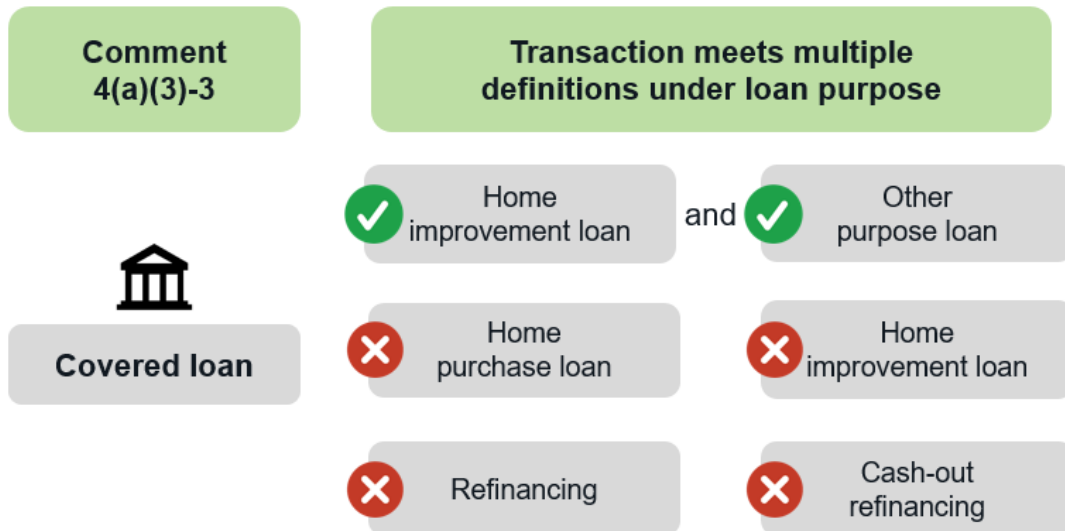 Comment
4(a)(3)-3
Transaction meets multiple
definitions under loan purpose
Home
improvement loan
and
Other
purpose loan
Covered loan
Home
purchase loan
Home
improvement loan
Refinancing
Cash-out
refinancing